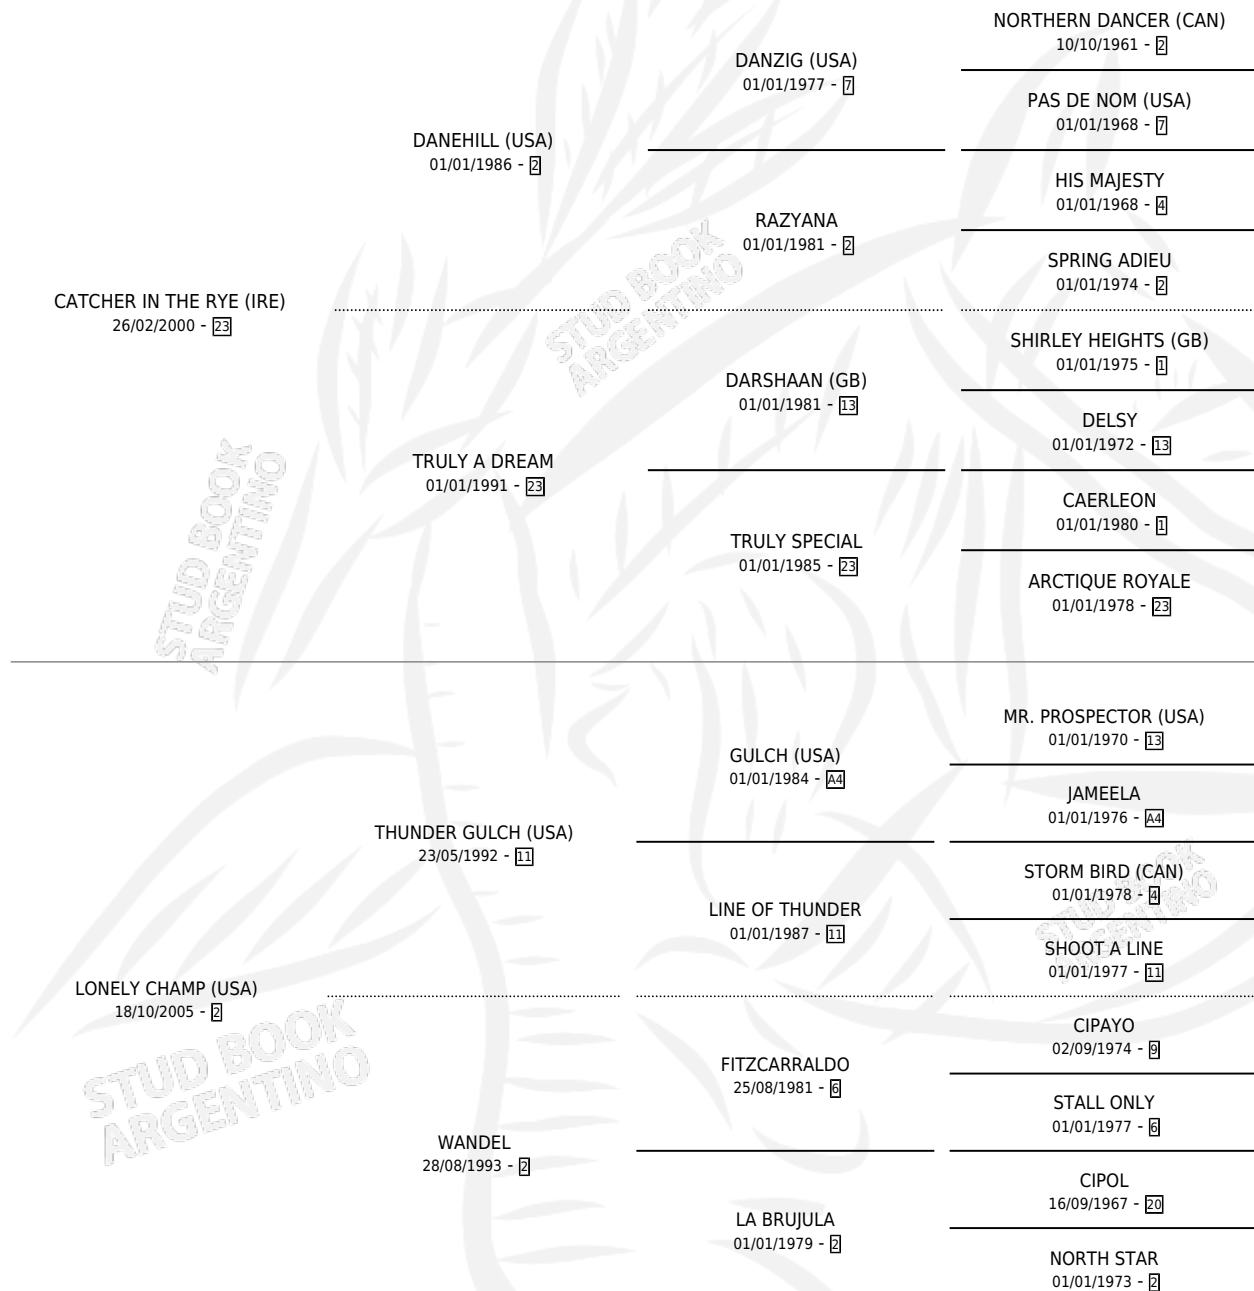 NORTHERN DANCER (CAN)
10/10/1961 - 2
DANZIG (USA)
01/01/1977 - 7
PAS DE NOM (USA)
01/01/1968 - 7
DANEHILL (USA)
01/01/1986 - 2
HIS MAJESTY
01/01/1968 - 4
RAZYANA
01/01/1981 - 2
SPRING ADIEU
01/01/1974 - 2
CATCHER IN THE RYE (IRE)
26/02/2000 - 23
SHIRLEY HEIGHTS (GB)
01/01/1975 - 1
DARSHAAN (GB)
01/01/1981 - 13
DELSY
01/01/1972 - 13
TRULY A DREAM
01/01/1991 - 23
CAERLEON
01/01/1980 - 1
TRULY SPECIAL
01/01/1985 - 23
ARCTIQUE ROYALE
01/01/1978 - 23
MR. PROSPECTOR (USA)
01/01/1970 - 13
GULCH (USA)
01/01/1984 - A4
JAMEELA
01/01/1976 - A4
THUNDER GULCH (USA)
23/05/1992 - 11
STORM BIRD (CAN)
01/01/1978 - 4
LINE OF THUNDER
01/01/1987 - 11
SHOOT A LINE
01/01/1977 - 11
LONELY CHAMP (USA)
18/10/2005 - 2
CIPAYO
02/09/1974 - 9
FITZCARRALDO
25/08/1981 - 6
STALL ONLY
01/01/1977 - 6
WANDEL
28/08/1993 - 2
CIPOL
16/09/1967 - 20
LA BRUJULA
01/01/1979 - 2
NORTH STAR
01/01/1973 - 2
STUD BOOK
ARGENTINO
STUD BOOK
ARGENTINO
STUD BOOK
ARGENTINO
STUD BOOK
ARGENTINO